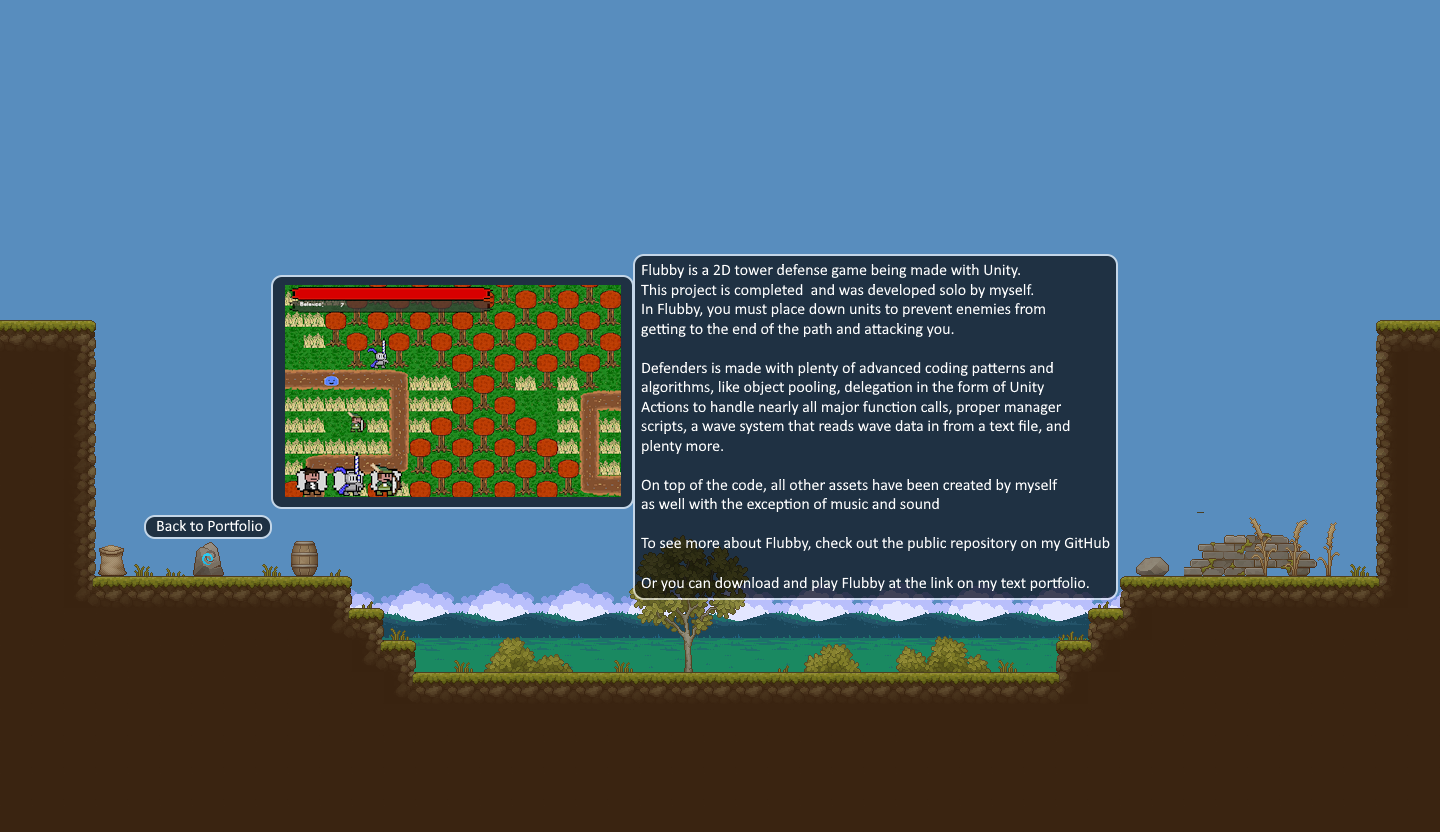 Flubby is a 2D tower defense game being made with Unity.
This project is completed  and was developed solo by myself.
In Flubby, you must place down units to prevent enemies from
getting to the end of the path and attacking you.
Defenders is made with plenty of advanced coding patterns and
algorithms, like object pooling, delegation in the form of Unity
Actions to handle nearly all major function calls, proper manager
scripts, a wave system that reads wave data in from a text file, and
plenty more.
On top of the code, all other assets have been created by myself
as well with the exception of music and sound
To see more about Flubby, check out the public repository on my GitHub
Or you can download and play Flubby at the link on my text portfolio.
Back to Portfolio